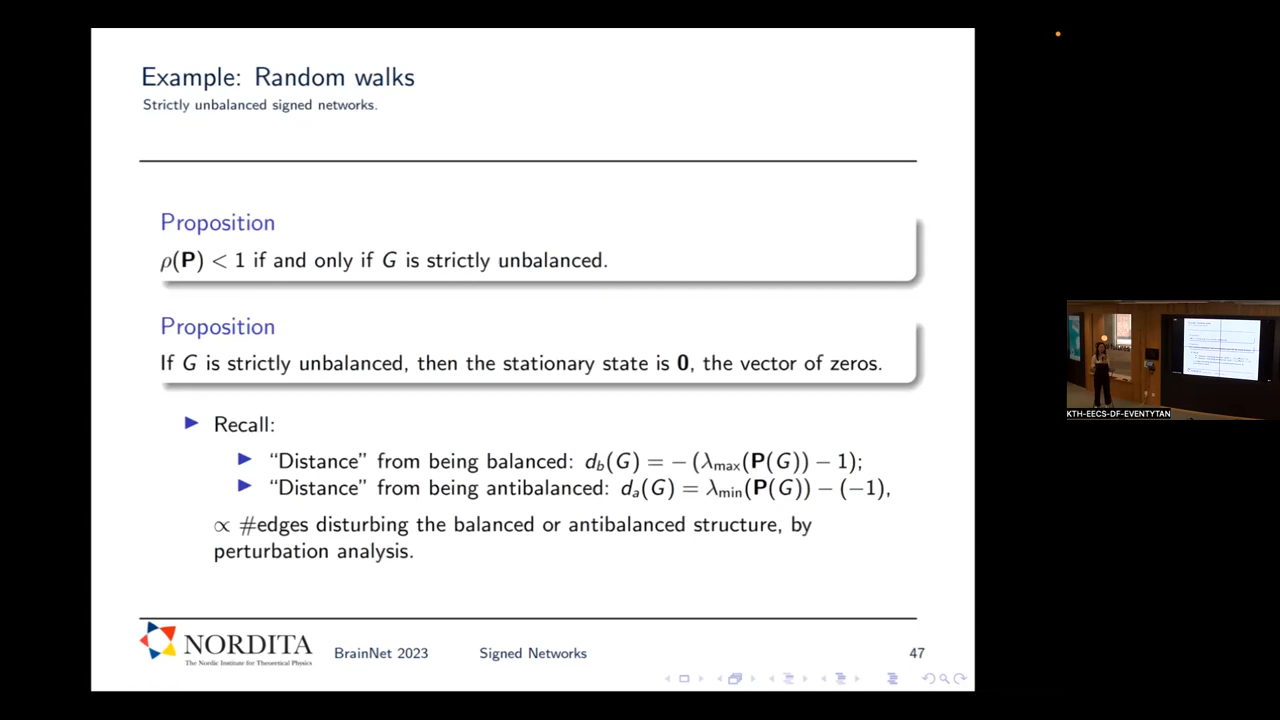 Example: Random walks
Strictly unbalanced signed networks.
Proposition
ρ(P) < 1 if and only if G is strictly unbalanced.
Proposition
If G is strictly unbalanced, then the stationary state is 0, the vector of zeros.
Recall:
“Distance” from being balanced: d_b(G) = − (λ_max(P(G)) − 1);
“Distance” from being antibalanced: d_a(G) = λ_min(P(G)) − (−1),
∝ #edges disturbing the balanced or antibalanced structure, by
perturbation analysis.
NORDITA
The Nordic Institute for Theoretical Physics
BrainNet 2023
Signed Networks
47
KTH-EECS-DF-EVENTYTAN